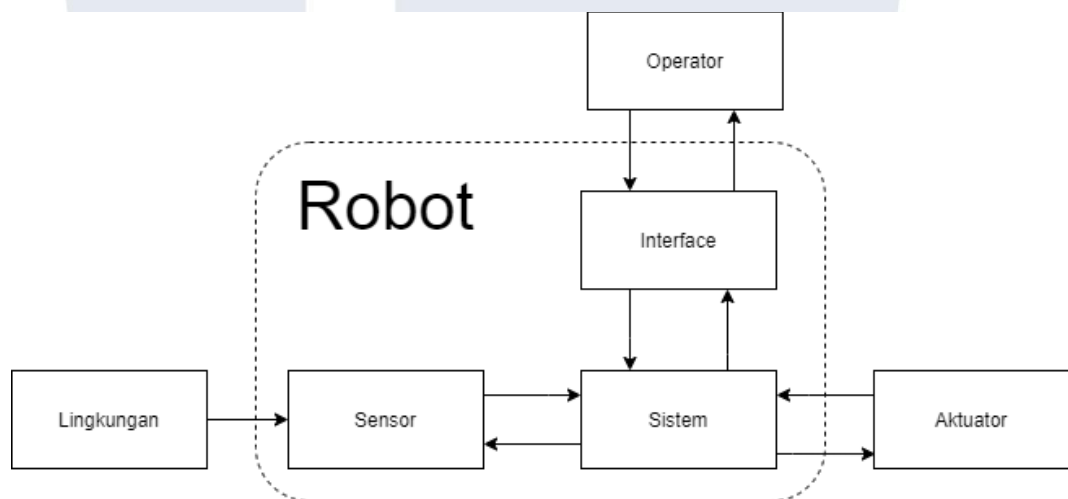 Operator
Robot
Interface
Lingkungan
Sensor
Sistem
Aktuator